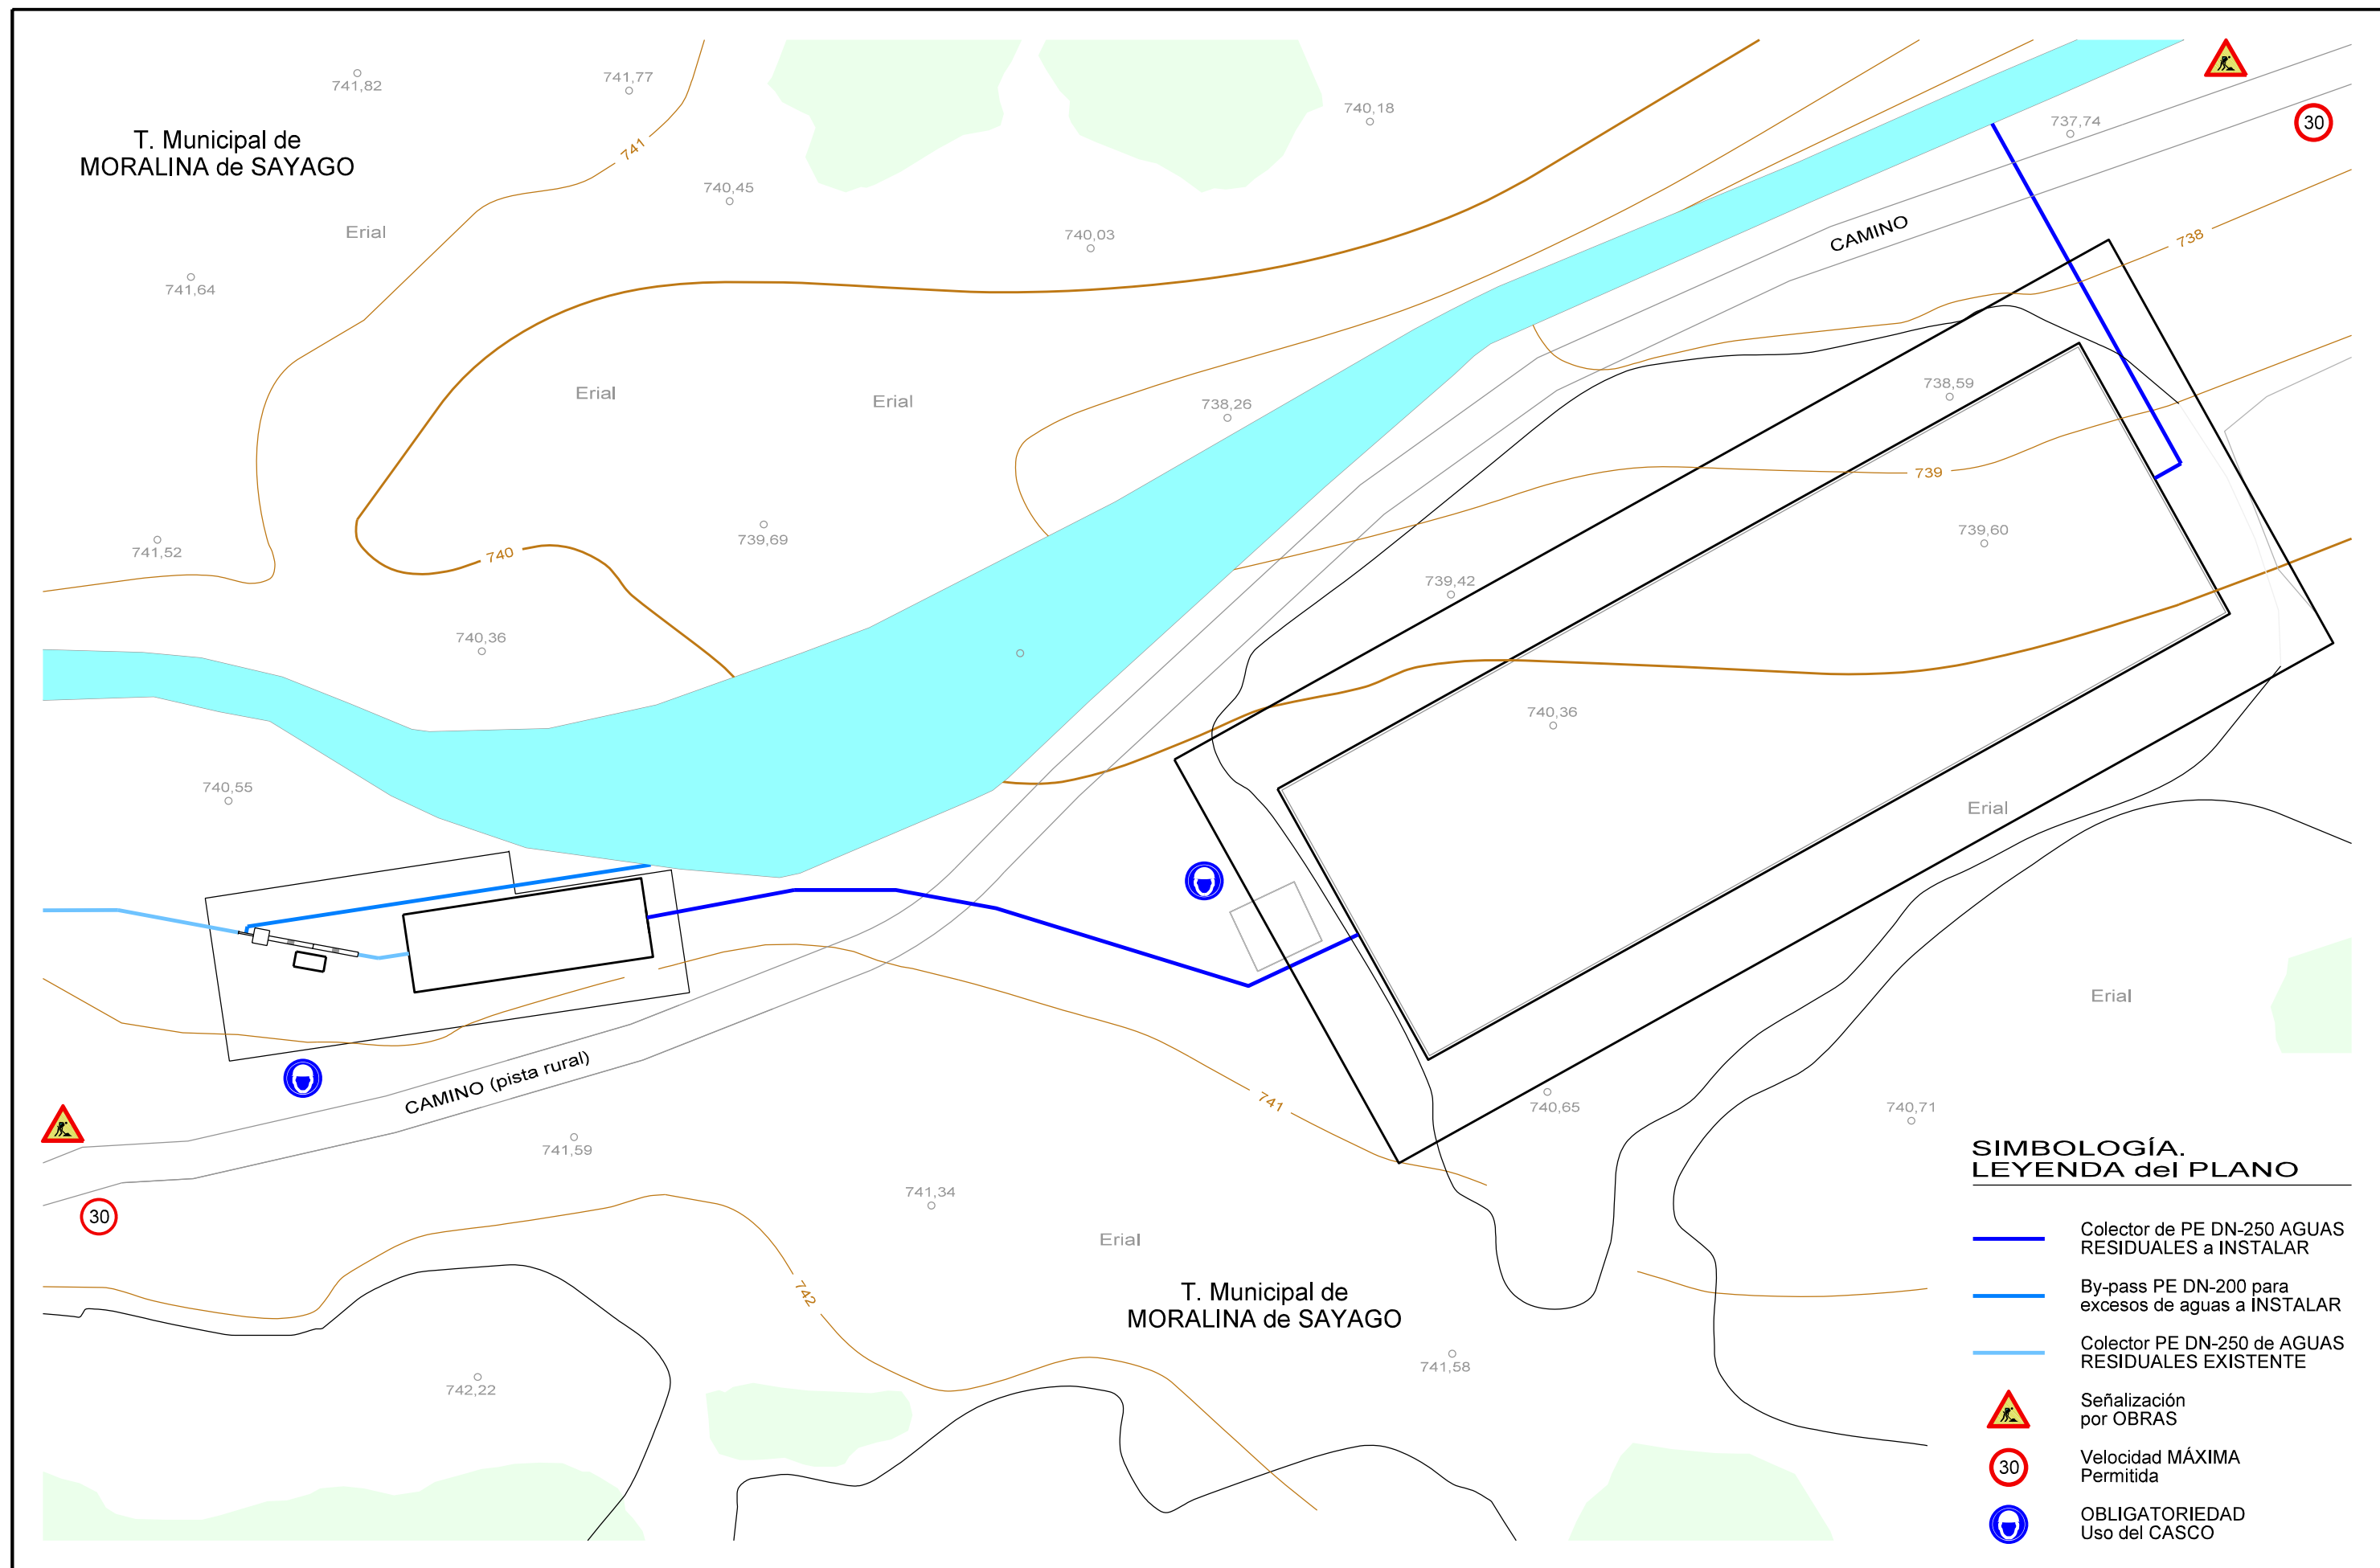 741,82
741,77
740,18
737,74
30
T. Municipal de
MORALINA de SAYAGO
741
740,45
Erial
740,03
CAMINO
738
741,64
Erial
Erial
738,26
738,59
739
741,52
740
739,69
739,60
739,42
740,36
740,36
740,55
Erial
Erial
CAMINO (pista rural)
741
740,65
740,71
741,59
741,34
30
Erial
742
T. Municipal de
MORALINA de SAYAGO
741,58
742,22
SIMBOLOGÍA.
LEYENDA del PLANO
Colector de PE DN-250 AGUAS
RESIDUALES a INSTALAR
By-pass PE DN-200 para
excesos de aguas a INSTALAR
Colector PE DN-250 de AGUAS
RESIDUALES EXISTENTE
Señalización
por OBRAS
30
Velocidad MÁXIMA
Permitida
OBLIGATORIEDAD
Uso del CASCO